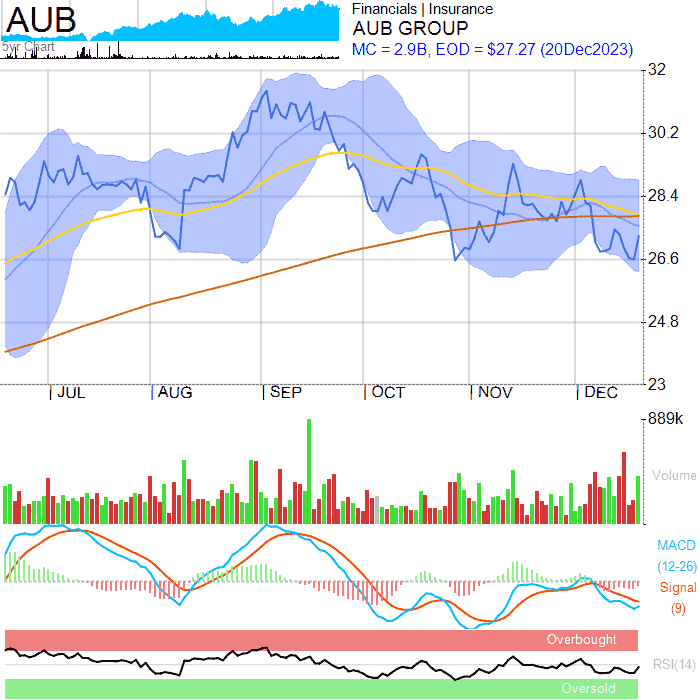 AUB
5yr Chart
Financials | Insurance
AUB GROUP
MC = 2.9B, EOD = $27.27 (20Dec2023)
32
30.2
28.4
26.6
24.8
23
JUL AUG SEP OCT NOV DEC
889k
Volume
MACD
(12-26)
Signal
(9)
Overbought
RSI(14)
Oversold